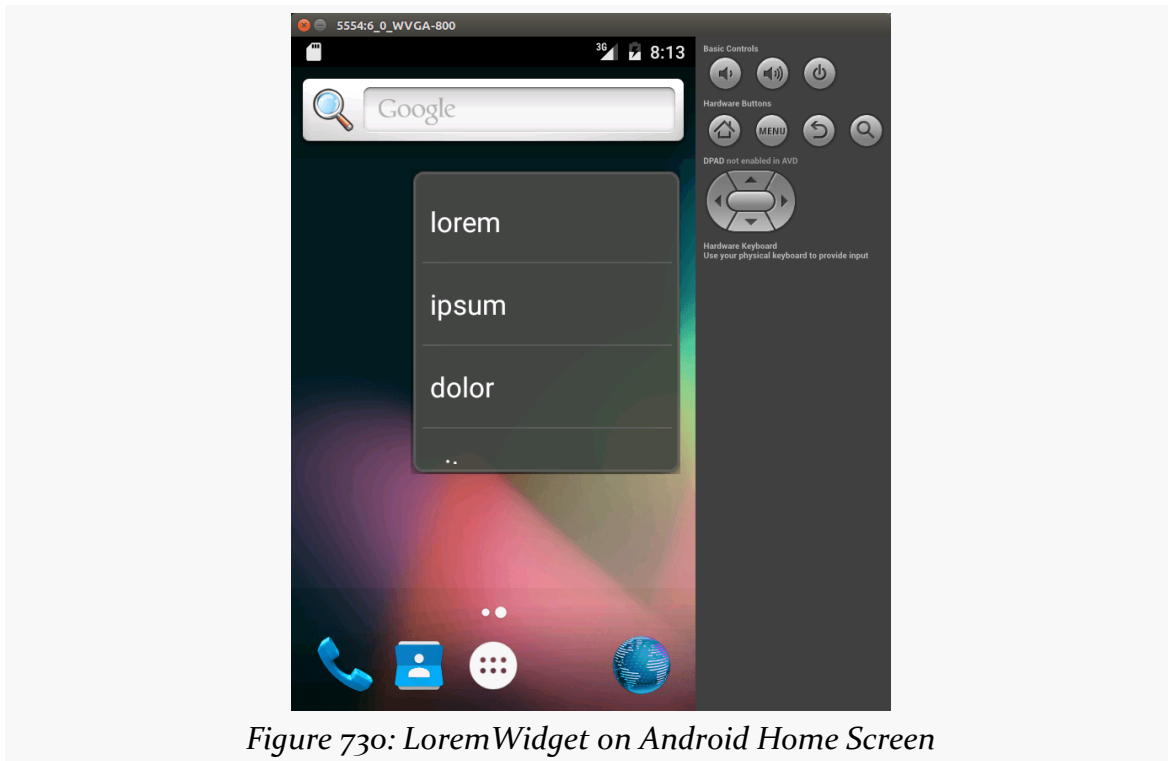 5554:6_0_WVGA-800
3G 8:13
Google
lorem
ipsum
dolor
Basic Controls
Hardware Buttons
MENU
DPAD not enabled in AVD
Hardware Keyboard
Use your physical keyboard to provide input
Figure 730: LoremWidget on Android Home Screen